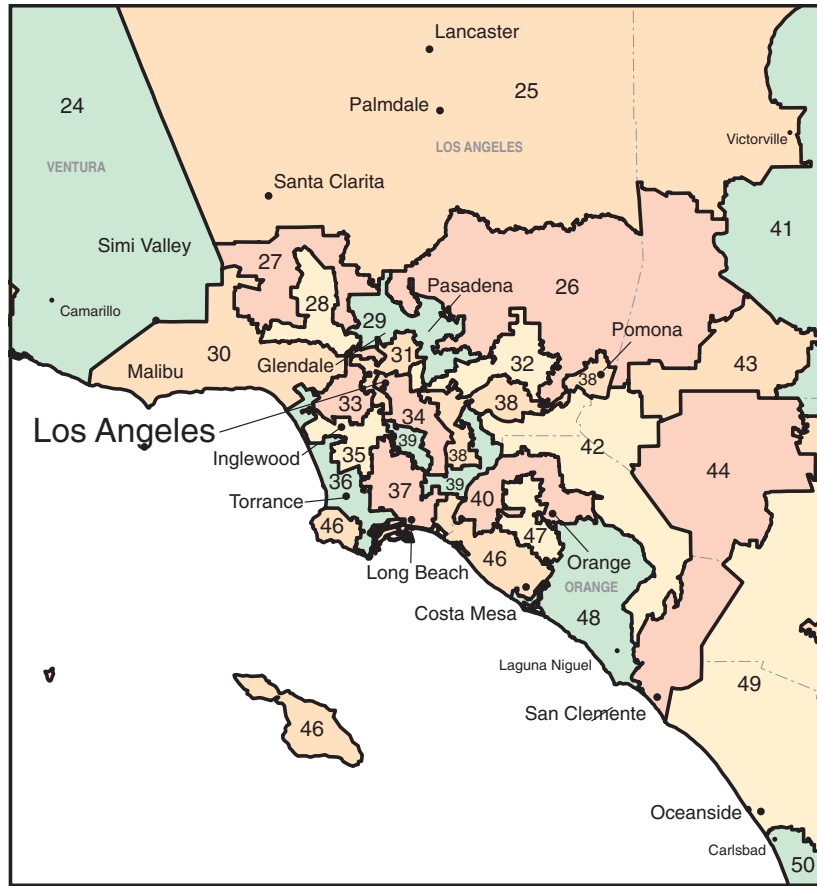 Lancaster
25
24
Palmdale
Victorville
LOS ANGELES
VENTURA
Santa Clarita
41
Simi Valley
27
Pasadena
26
28
Camarillo
29
Pomona
30
Glendale
31
32
43
Malibu
38
33
38
34
Los Angeles
39
42
Inglewood
35
38
44
36
39
37
40
Torrance
46
47
46
Orange
Long Beach
ORANGE
Costa Mesa
48
Laguna Niguel
49
San Clemente
46
Oceanside
Carlsbad
50